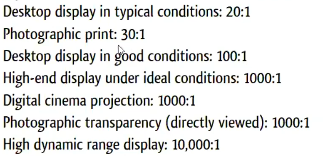 Desktop display in typical conditions: 20:1
Photographic print: 30:1
Desktop display in good conditions: 100:1
High-end display under ideal conditions: 1000:1
Digital cinema projection: 1000:1
Photographic transparency (directly viewed): 1000:1
High dynamic range display: 10,000:1